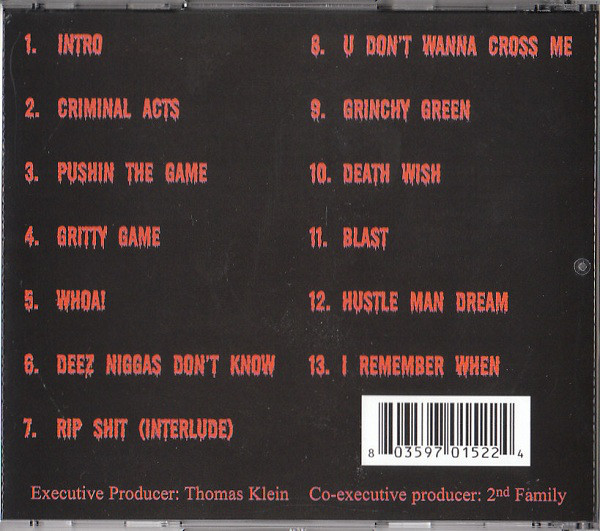 1. INTRO
2. CRIMINAL ACTS
3. PUSHIN THE GAME
4. GRITTY GAME
5. WHOA!
6. DEEZ NIGGAS DON'T KNOW
7. RIP SHIT (INTERLUDE)
8. U DON'T WANNA CROSS ME
9. GRINCHY GREEN
10. DEATH WISH
11. BLAST
12. HUSTLE MAN DREAM
13. I REMEMBER WHEN
8 03597 01522 4
Executive Producer: Thomas Klein
Co-executive producer: 2nd Family